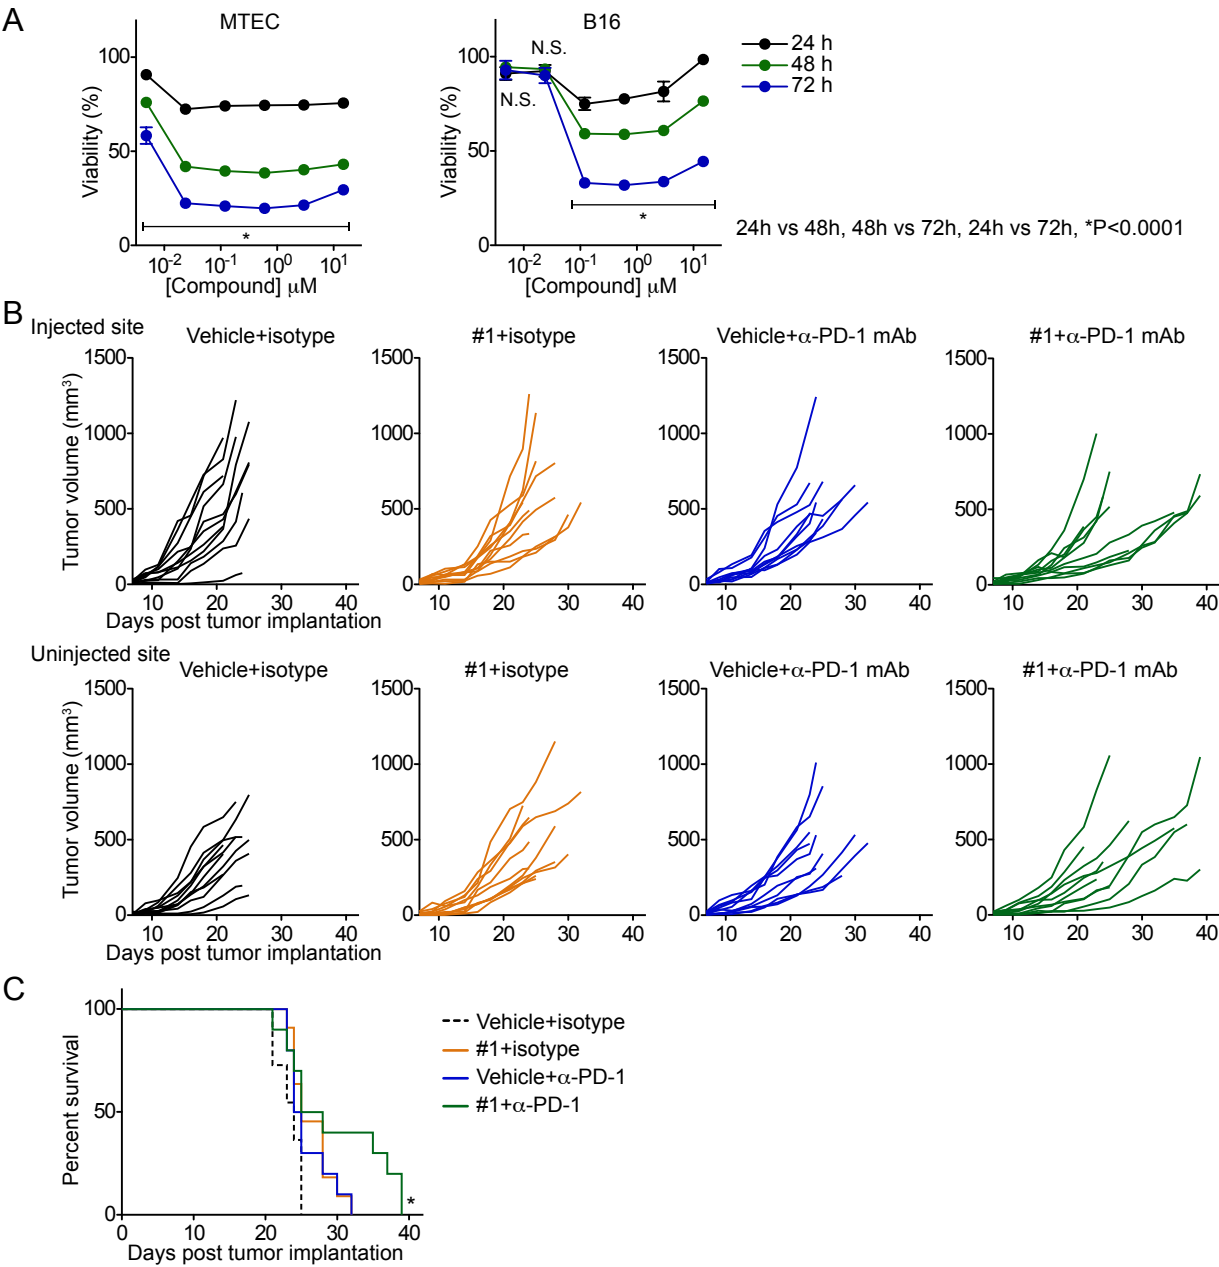 A
MTEC
B16
Viability (%)
100
50
0
10-2 10-1 100 101
[Compound] μM
Viability (%)
100
50
0
N.S.
N.S.
*
*
10-2 10-1 100 101
[Compound] μM
24 h
48 h
72 h
24h vs 48h, 48h vs 72h, 24h vs 72h, *P<0.0001
B
Injected site
Vehicle+isotype
#1+isotype
Vehicle+α-PD-1 mAb
#1+α-PD-1 mAb
Tumor volume (mm3)
1500 1500 1500 1500
1000 1000 1000 1000
500 500 500 500
0 0 0 0
10 20 30 40 10 20 30 40 10 20 30 40 10 20 30 40
Days post tumor implantation
Uninjected site
Vehicle+isotype
#1+isotype
Vehicle+α-PD-1 mAb
#1+α-PD-1 mAb
Tumor volume (mm3)
1500 1500 1500 1500
1000 1000 1000 1000
500 500 500 500
0 0 0 0
10 20 30 40 10 20 30 40 10 20 30 40 10 20 30 40
Days post tumor implantation
C
Percent survival
100
50
0
0 10 20 30 40
*
Days post tumor implantation
Vehicle+isotype
#1+isotype
Vehicle+α-PD-1
#1+α-PD-1